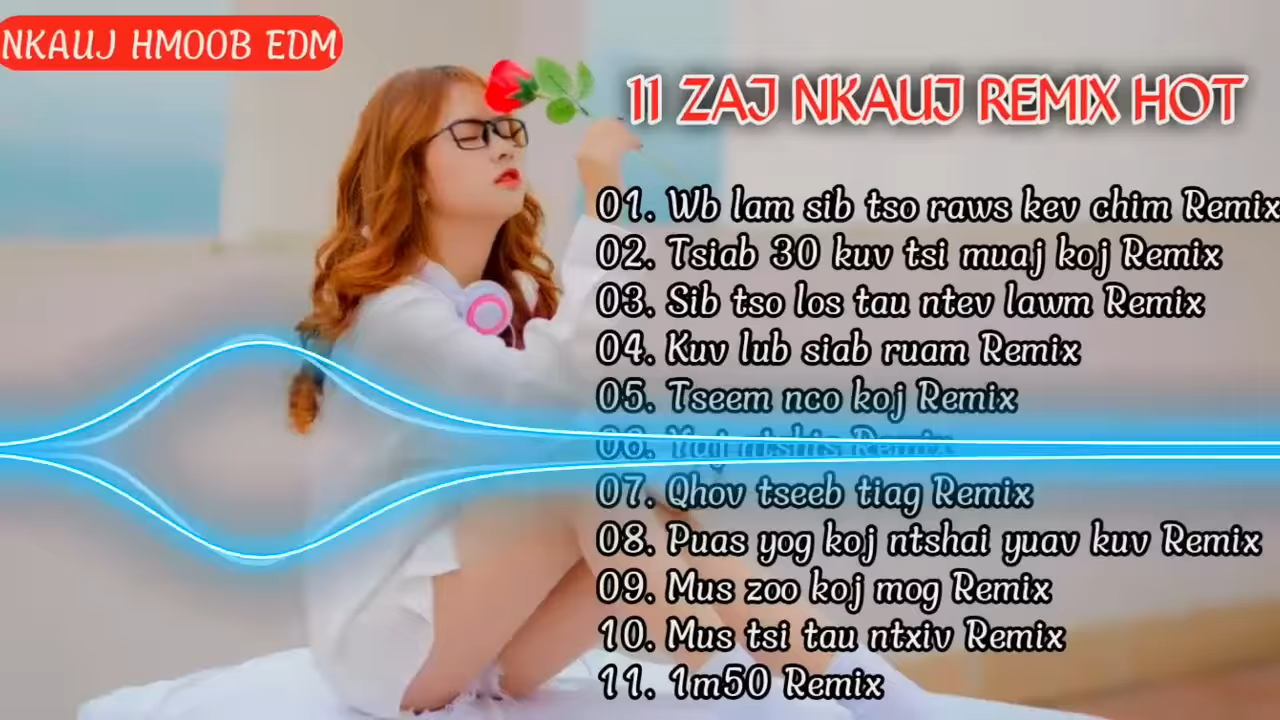 NKAUJ HMOOB EDM
11 ZAJ NKAUJ REMIX HOT
01. Wb lam sib tso raws kev chim Remix
02. Tsiab 30 kuv tsi muaj koj Remix
03. Sib tso los tau ntev lawm Remix
04. Kuv lub siab ruam Remix
05. Tseem nco koj Remix
06. Remix
07. Qhov tseeb tiag Remix
08. Puas yog koj ntshai yuav kuv Remix
09. Mus zoo koj mog Remix
10. Mus tsi tau ntxiv Remix
11. 1m50 Remix